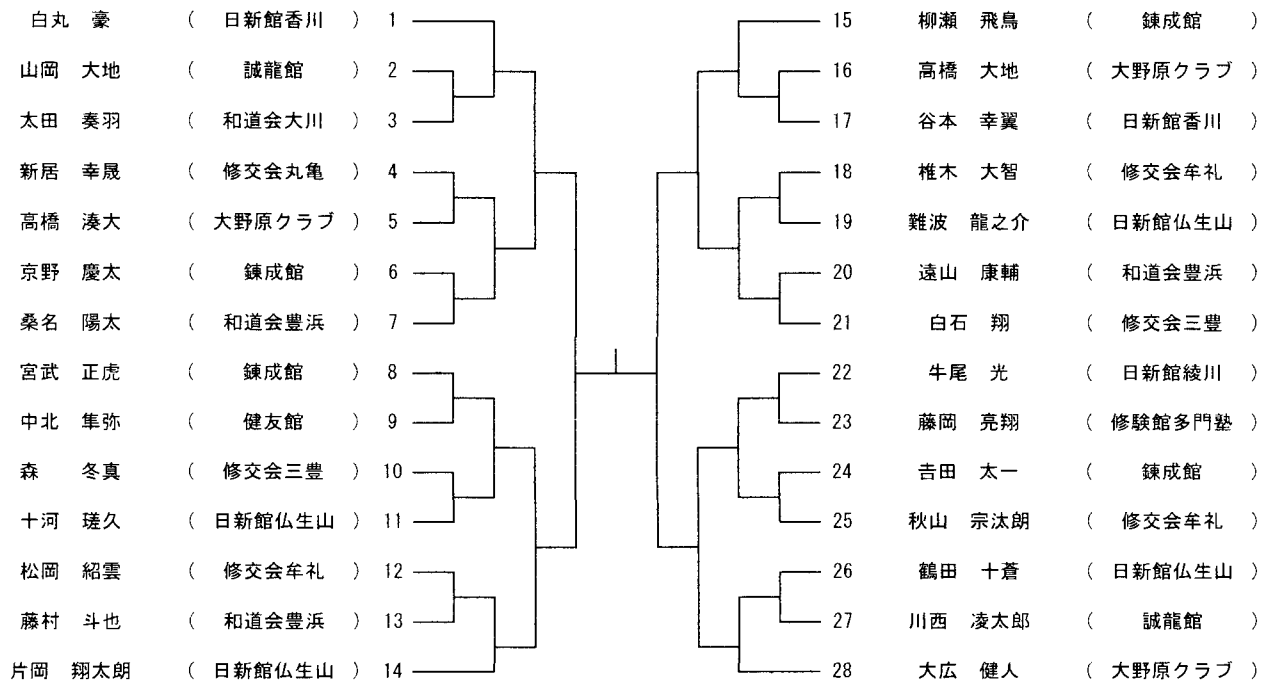 白丸　豪　（　日新館香川　）　1
山岡　大地　（　誠龍館　）　2
太田　奏羽　（　和道会大川　）　3
新居　幸晟　（　修交会丸亀　）　4
高橋　湊大　（　大野原クラブ　）　5
京野　慶太　（　錬成館　）　6
桑名　陽太　（　和道会豊浜　）　7
宮武　正虎　（　錬成館　）　8
中北　隼弥　（　健友館　）　9
森　冬真　（　修交会三豊　）　10
十河　瑳久　（　日新館仏生山　）　11
松岡　紹雲　（　修交会牟礼　）　12
藤村　斗也　（　和道会豊浜　）　13
片岡　翔太朗　（　日新館仏生山　）　14
15　柳瀬　飛鳥　（　錬成館　）
16　高橋　大地　（　大野原クラブ　）
17　谷本　幸翼　（　日新館香川　）
18　椎木　大智　（　修交会牟礼　）
19　難波　龍之介　（　日新館仏生山　）
20　遠山　康輔　（　和道会豊浜　）
21　白石　翔　（　修交会三豊　）
22　牛尾　光　（　日新館綾川　）
23　藤岡　亮翔　（　修験館多門塾　）
24　吉田　太一　（　錬成館　）
25　秋山　宗汰朗　（　修交会牟礼　）
26　鶴田　十蒼　（　日新館仏生山　）
27　川西　凌太郎　（　誠龍館　）
28　大広　健人　（　大野原クラブ　）